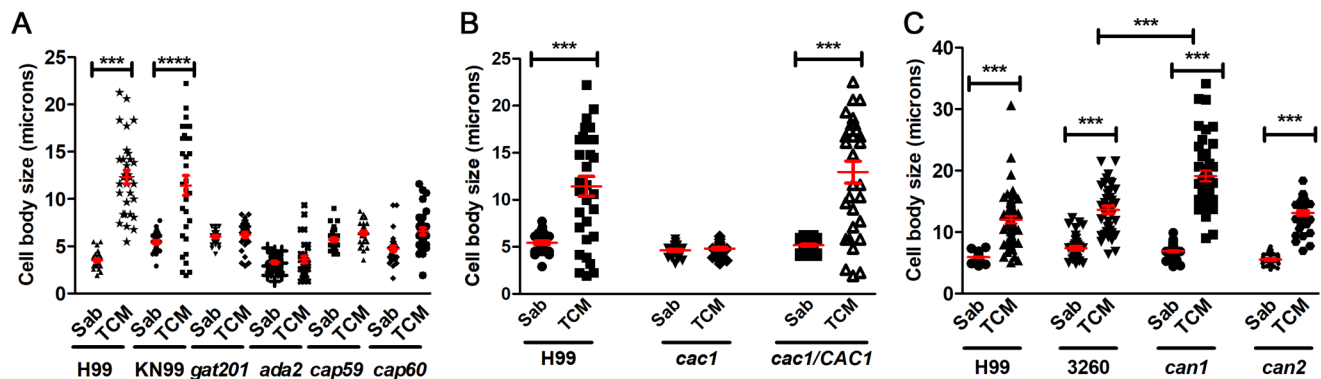 A
Cell body size (microns)
25
20
15
10
5
0
***
****
Sab TCM Sab TCM Sab TCM Sab TCM Sab TCM Sab TCM
H99 KN99 gat201 ada2 cap59 cap60
B
Cell body size (microns)
25
20
15
10
5
0
***
***
Sab TCM Sab TCM Sab TCM
H99 cac1 cac1/CAC1
C
Cell body size (microns)
40
30
20
10
0
***
***
***
***
***
Sab TCM Sab TCM Sab TCM Sab TCM
H99 3260 can1 can2